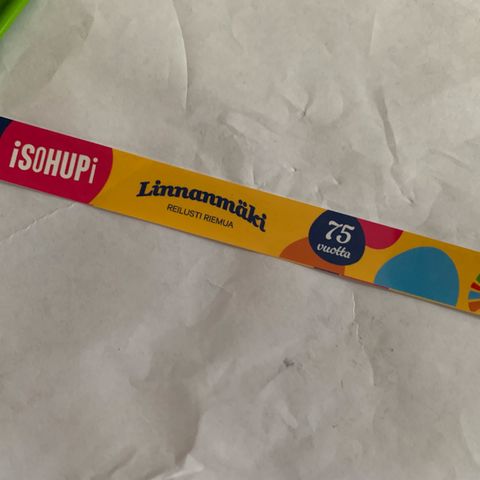 iSOHUPi
Linnanmäki
REILUSTI RIEMUA
75
vuotta